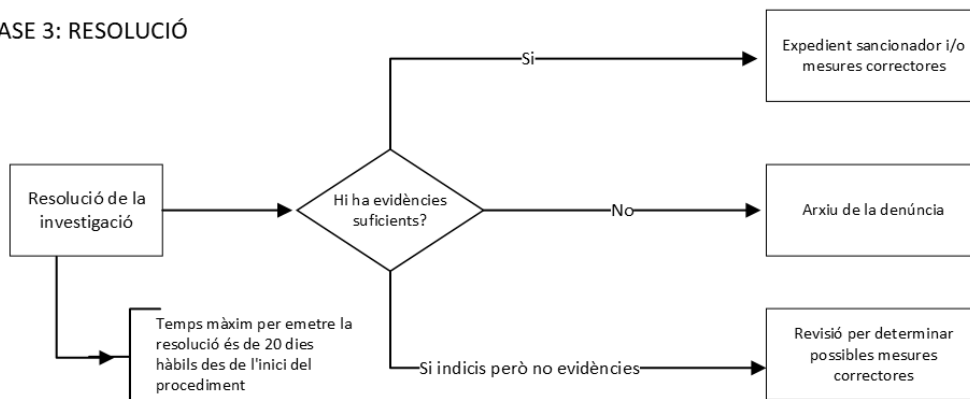 ASE 3: RESOLUCIÓ
Si
Expedient sancionador i/o
mesures correctores
Resolució de la
investigació
Hi ha evidències
suficients?
No
Arxiu de la denúncia
Temps màxim per emetre la
resolució és de 20 dies
hàbils des de l'inici del
procediment
Si indicis però no evidències
Revisió per determinar
possibles mesures
correctores